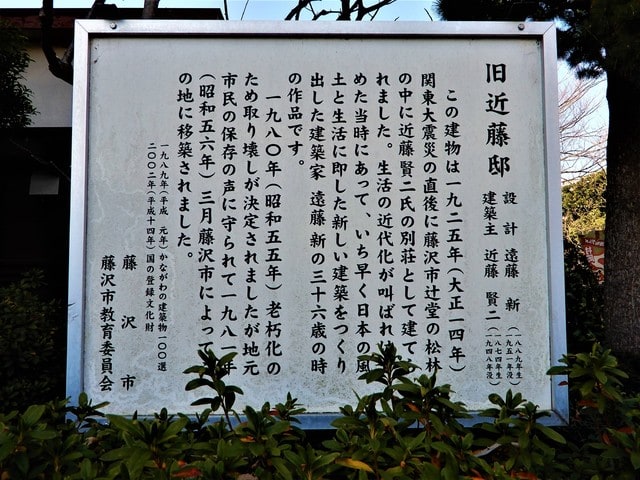 旧近藤邸
設計 遠藤 新 (一八八九年生 一九五一年没)
建築主 近藤 賢二 (一八七四年生 一九四八年没)
この建物は一九二五年(大正一四年)
関東大震災の直後に藤沢市辻堂の松林
の中に近藤賢二氏の別荘として建て
れました。生活の近代化が叫ばれは
めた当時にあって、いち早く日本の風
土と生活に即した新しい建築をつくり
出した建築家 遠藤 新の三十六歳の時
の作品です。
一九八〇年(昭和五五年)老朽化の
ため取り壊しが決定されましたが地元
市民の保存の声に守られて一九八一年
(昭和五六年)三月藤沢市によって
の地に移築されました。
一九八九年(平成 元年)かながわの建築物一〇〇選
二〇〇二年(平成十四年)国の登録文化財
藤沢市
藤沢市教育委員会